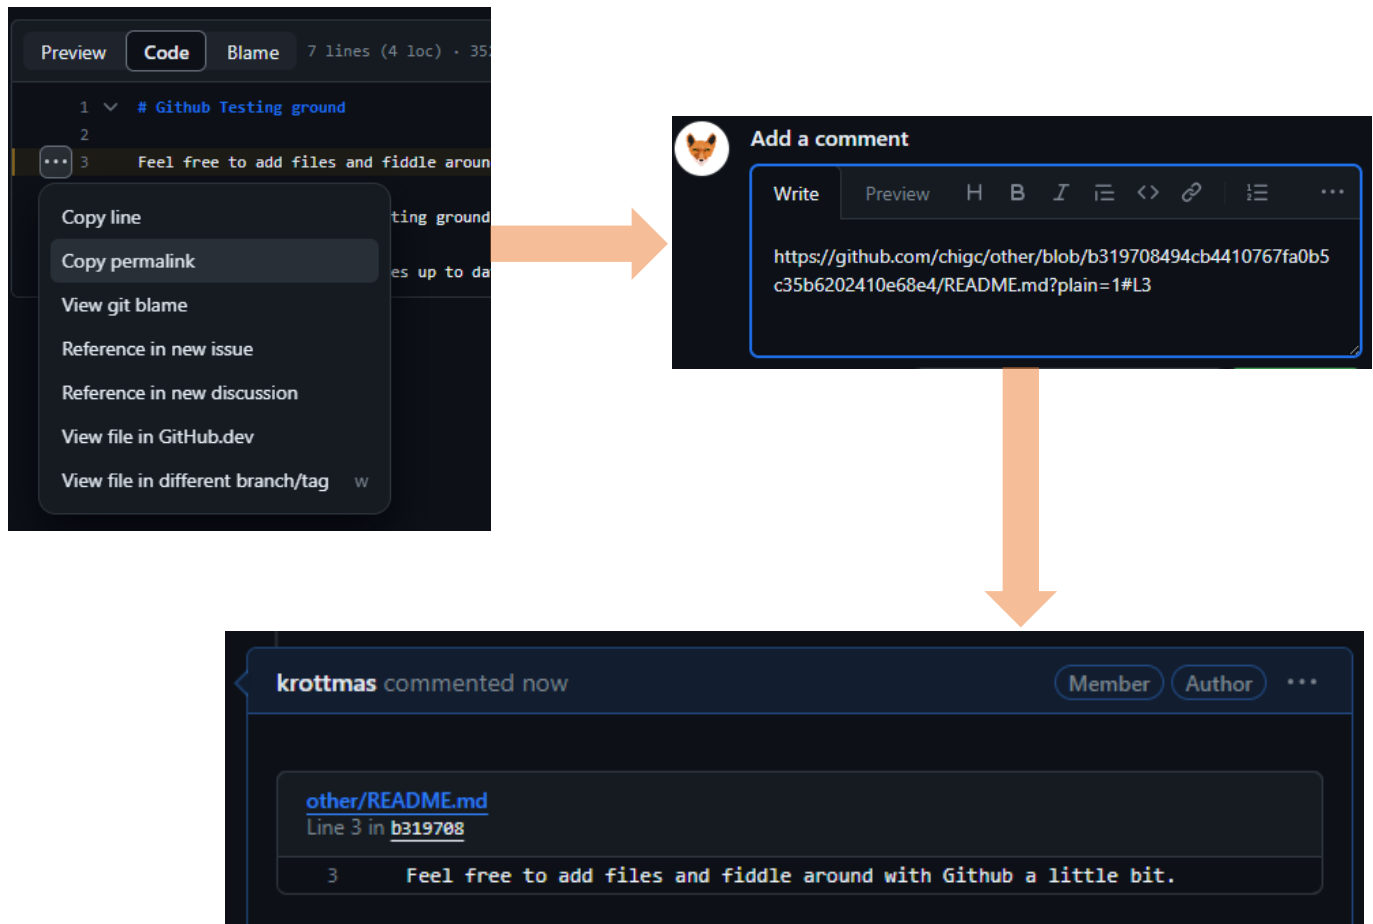 Preview Code Blame 7 lines (4 loc) · 352
1 # Github Testing ground
2
3 Feel free to add files and fiddle aroun
Copy line
ting ground
Copy permalink
es up to da
View git blame
Reference in new issue
Reference in new discussion
View file in GitHub.dev
View file in different branch/tag w
Add a comment
Write Preview H B I
https://github.com/chigc/other/blob/b319708494cb4410767fa0b5
c35b6202410e68e4/README.md?plain=1#L3
krottmas commented now Member Author
other/README.md
Line 3 in b319708
3 Feel free to add files and fiddle around with Github a little bit.